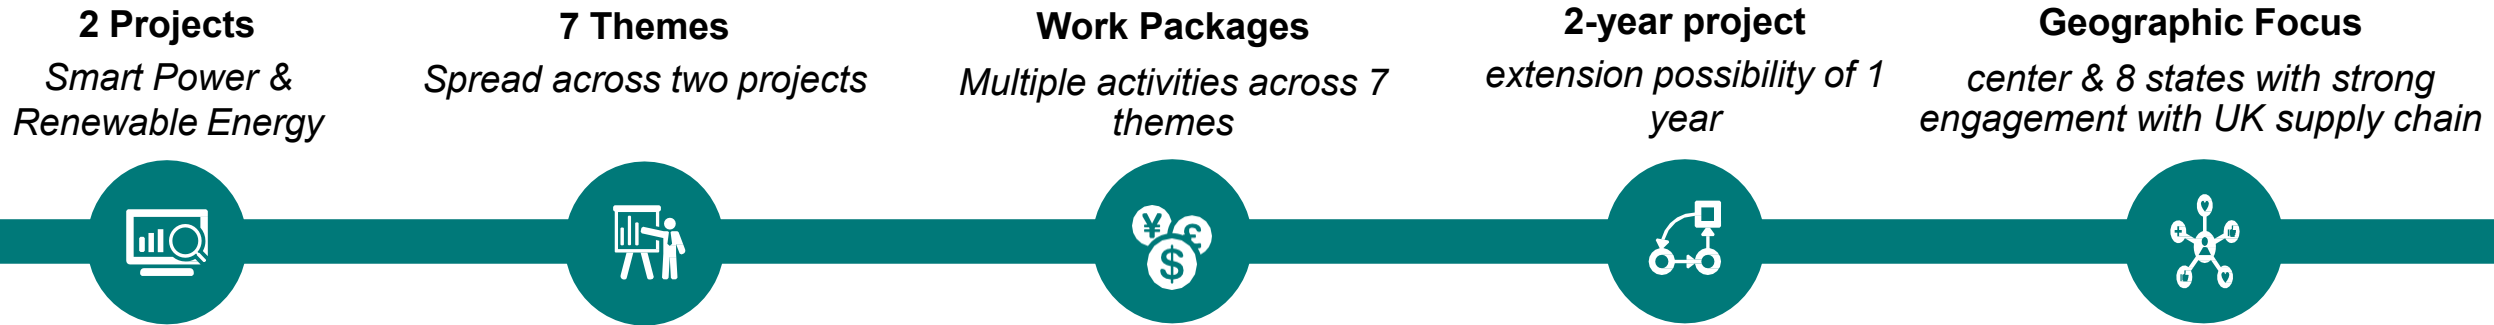 2 Projects
Smart Power &
Renewable Energy
7 Themes
Spread across two projects
Work Packages
Multiple activities across 7
themes
2-year project
extension possibility of 1
year
Geographic Focus
center & 8 states with strong
engagement with UK supply chain
¥
£
$